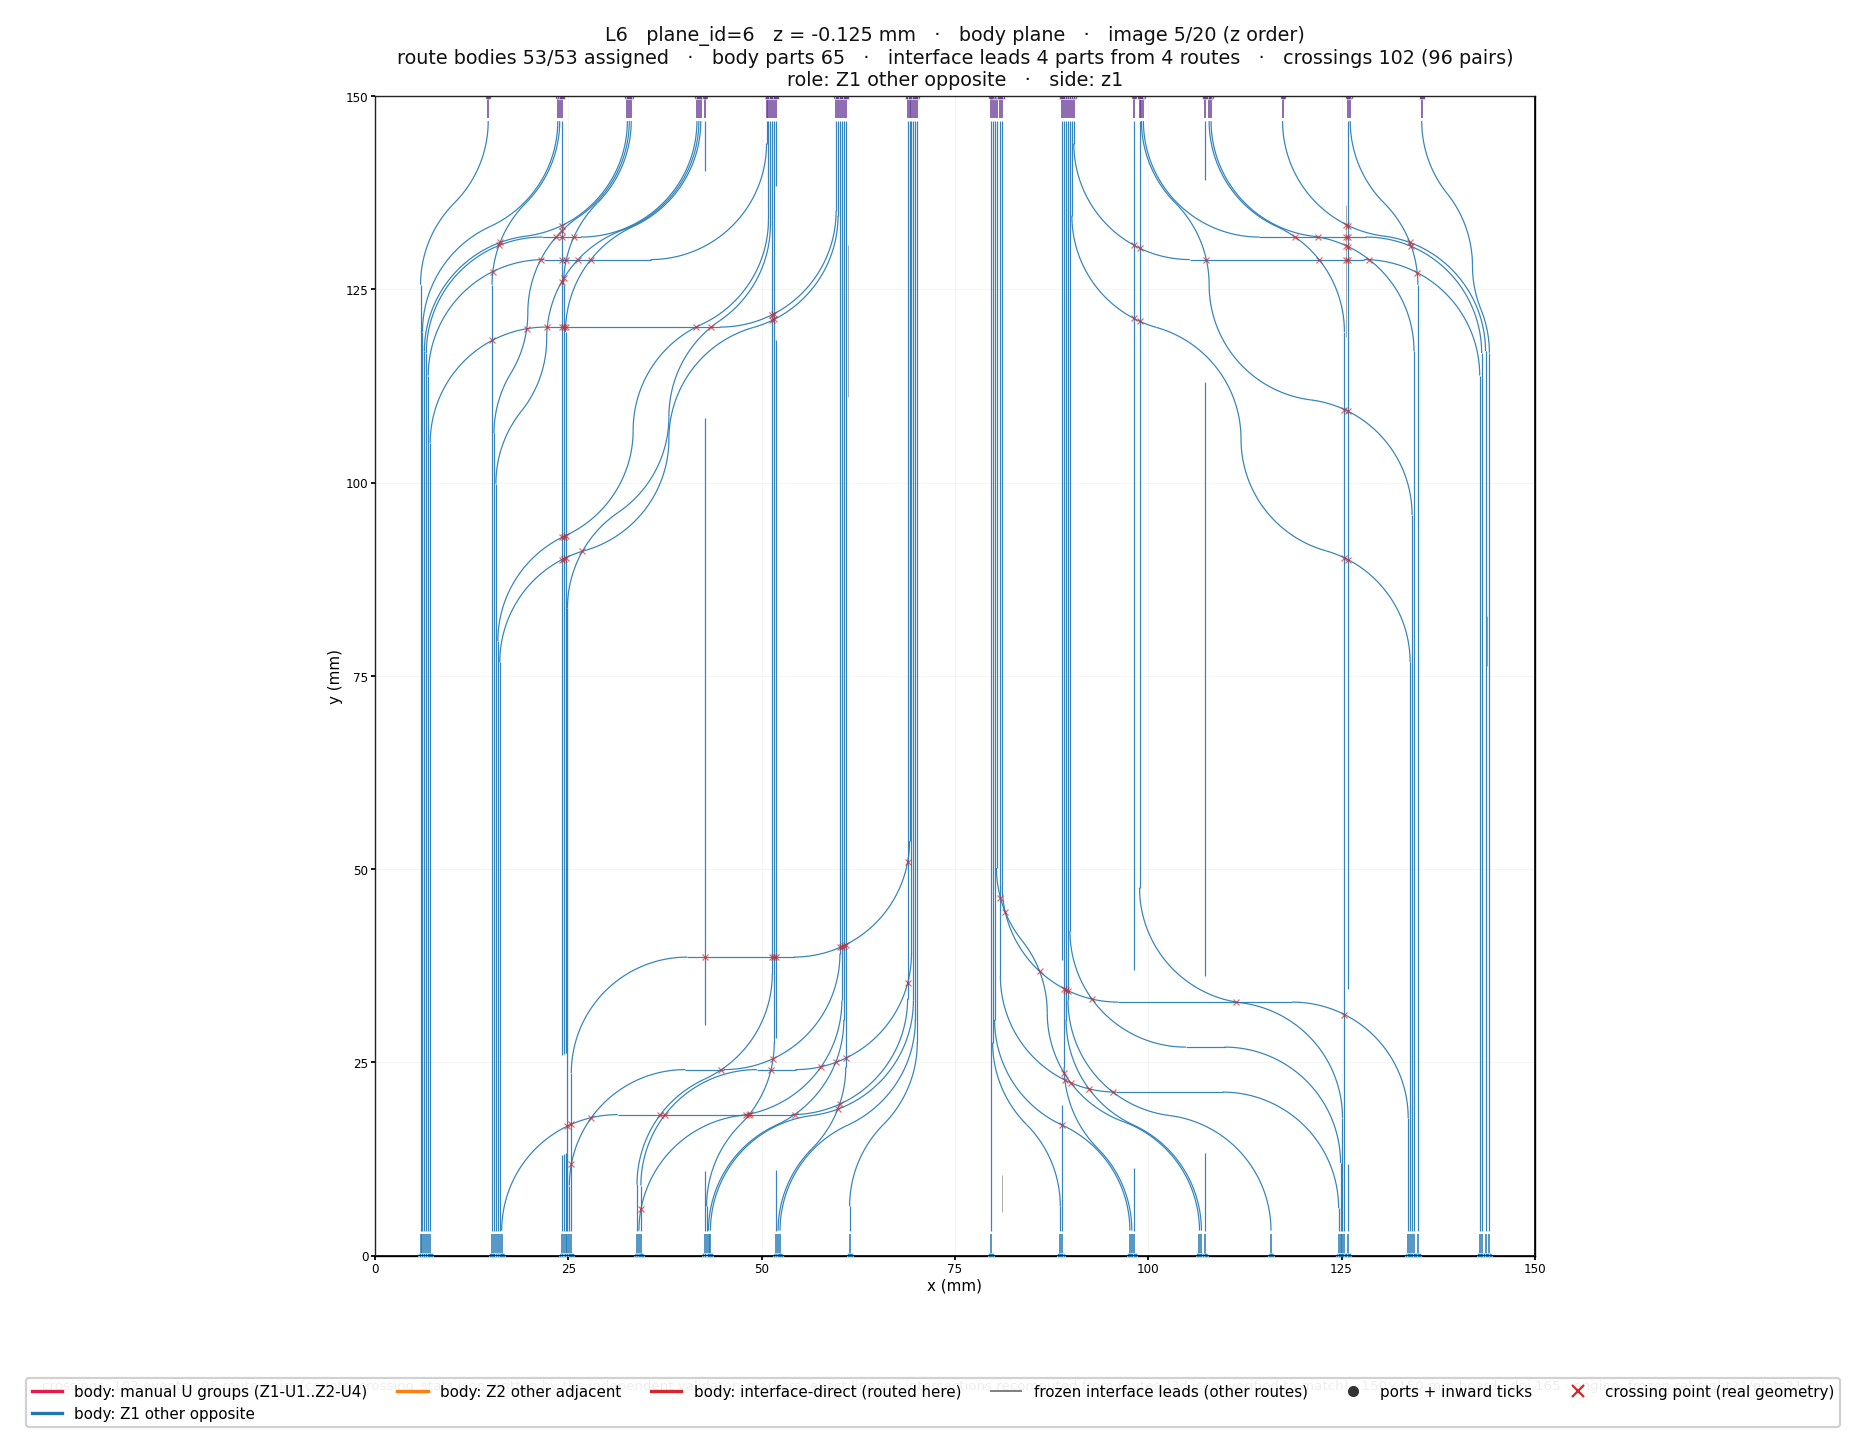 L6   plane_id=6   z = -0.125 mm   ·   body plane   ·   image 5/20 (z order)
route bodies 53/53 assigned   ·   body parts 65   ·   interface leads 4 parts from 4 routes   ·   crossings 102 (96 pairs)
role: Z1 other opposite   ·   side: z1
150
125
100
75
50
25
0
y (mm)
0 25 50 75 100 125 150
x (mm)
body: manual U groups (Z1-U1..Z2-U4)   body: Z2 other adjacent   body: interface-direct (routed here)   frozen interface leads (other routes)   ports + inward ticks   crossing point (real geometry)
body: Z1 other opposite